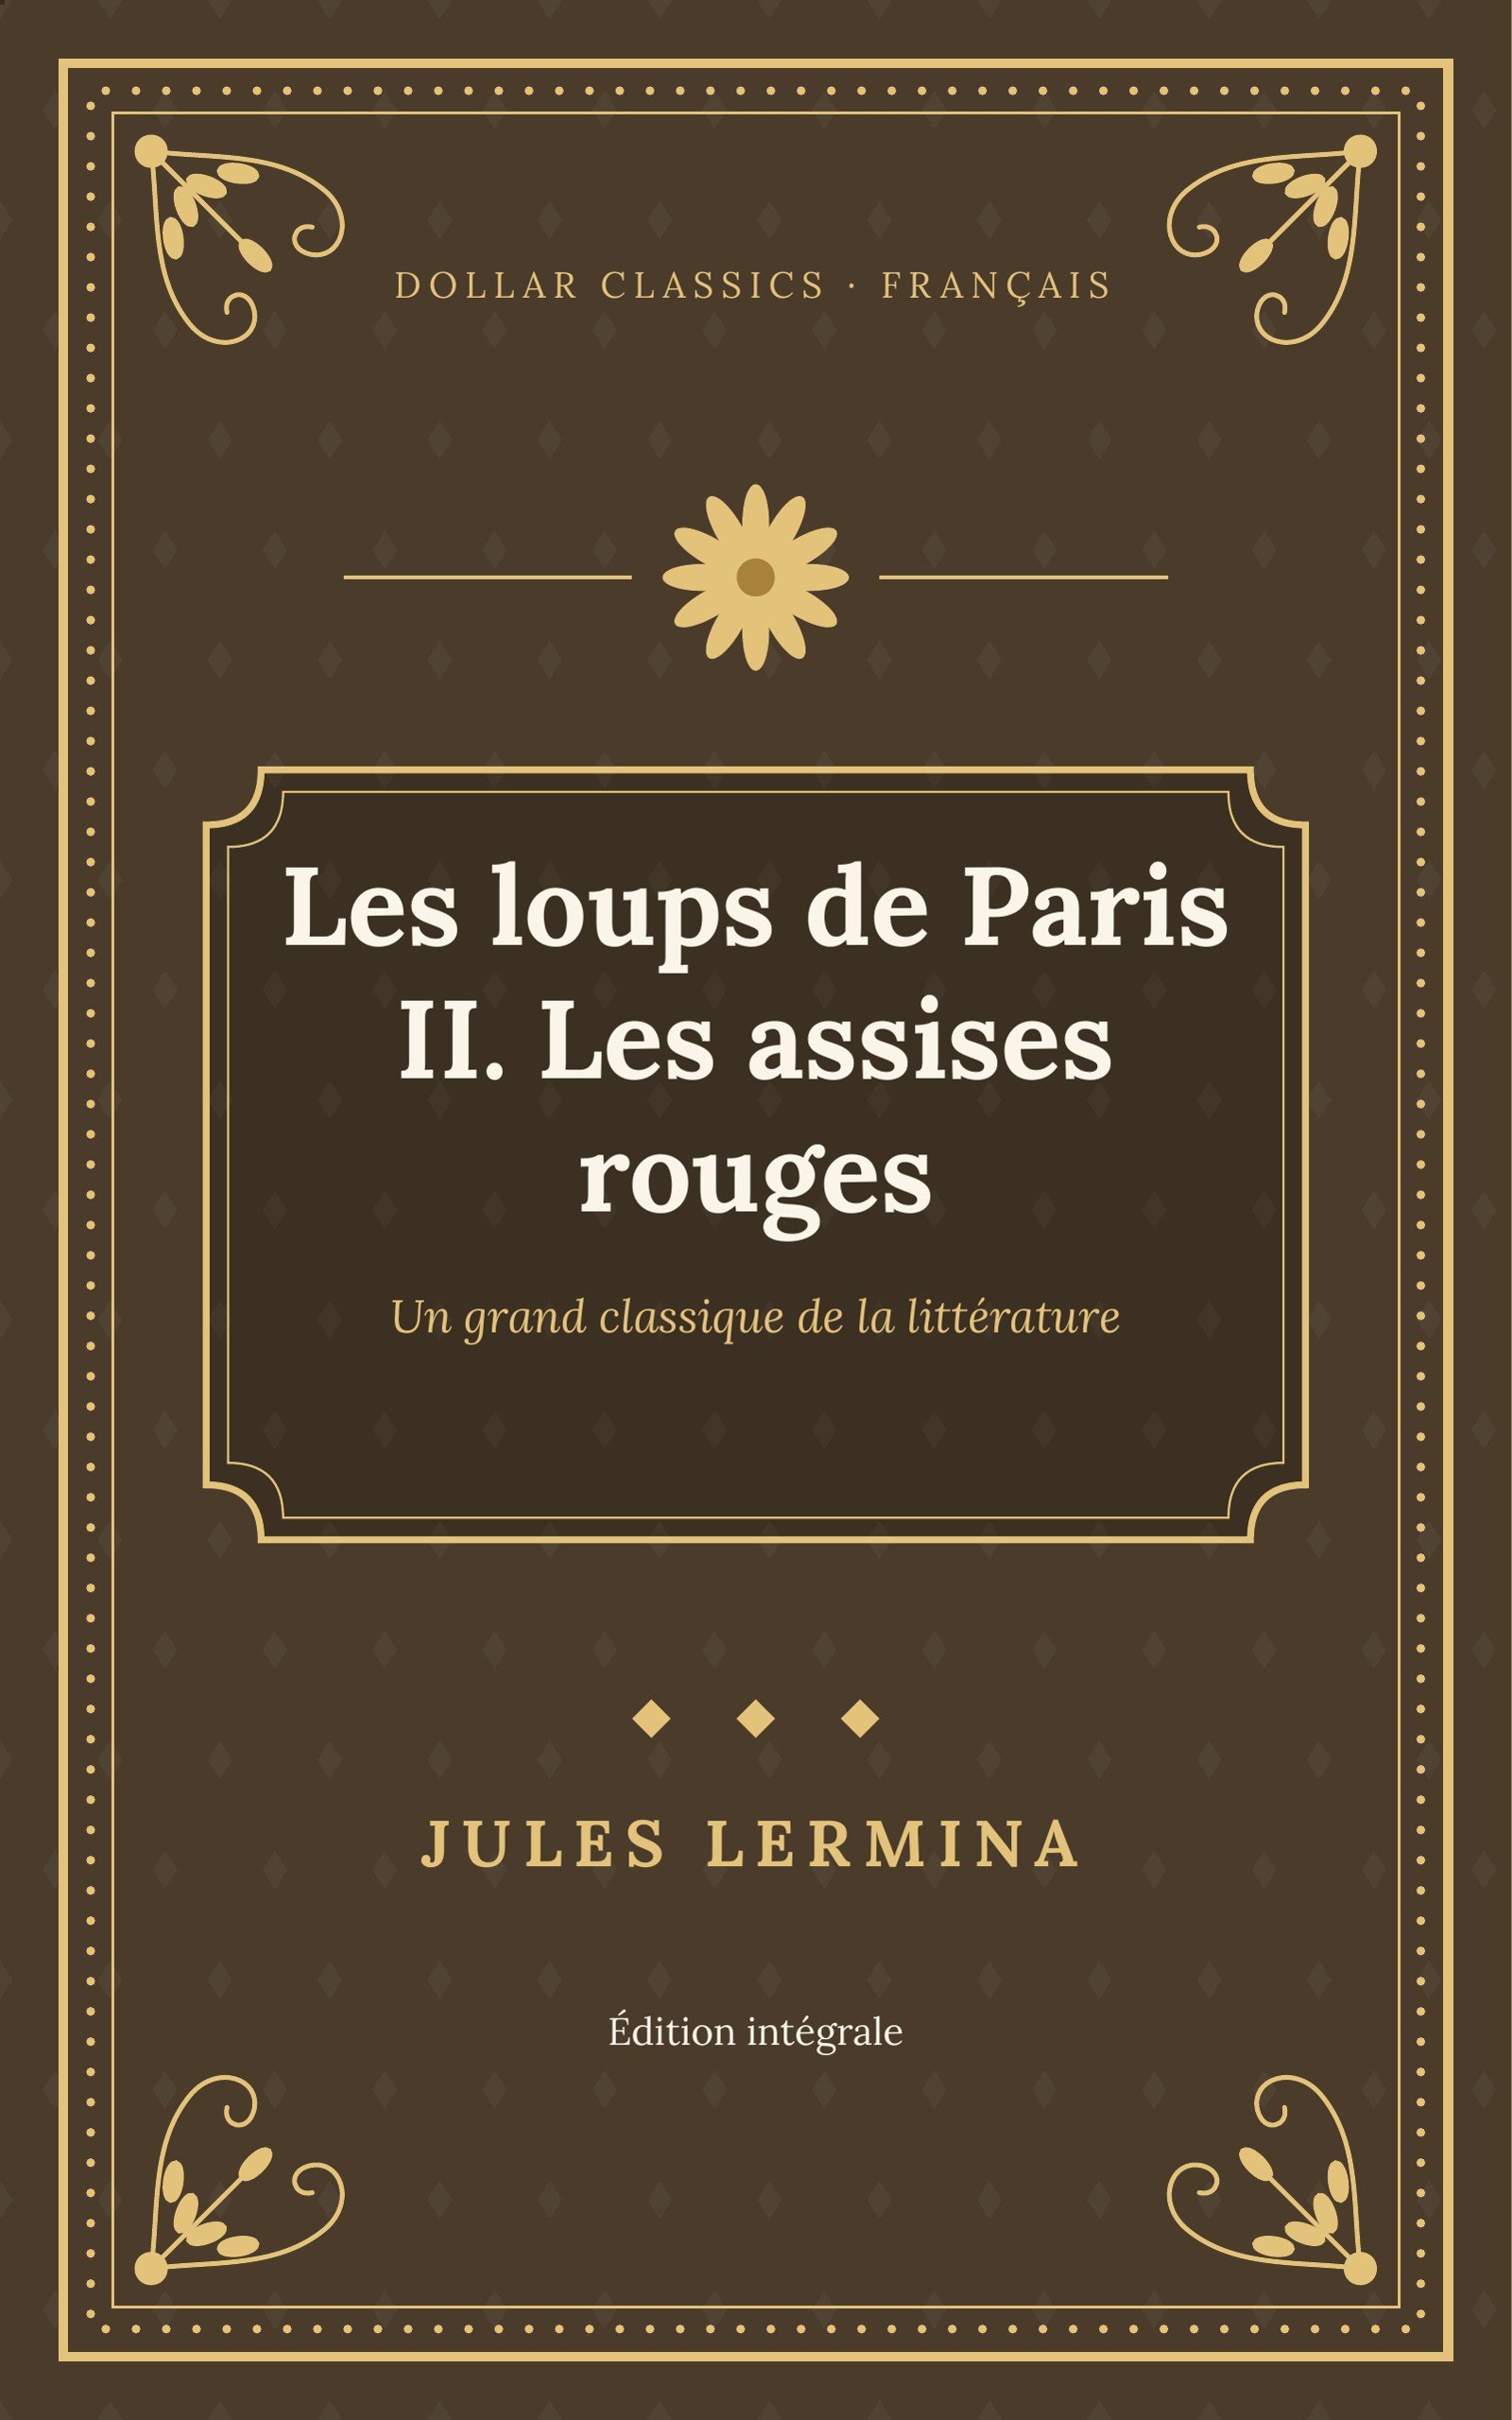 DOLLAR CLASSICS · FRANÇAIS
Les loups de Paris
II. Les assises
rouges
Un grand classique de la littérature
JULES LERMINA
Édition intégrale